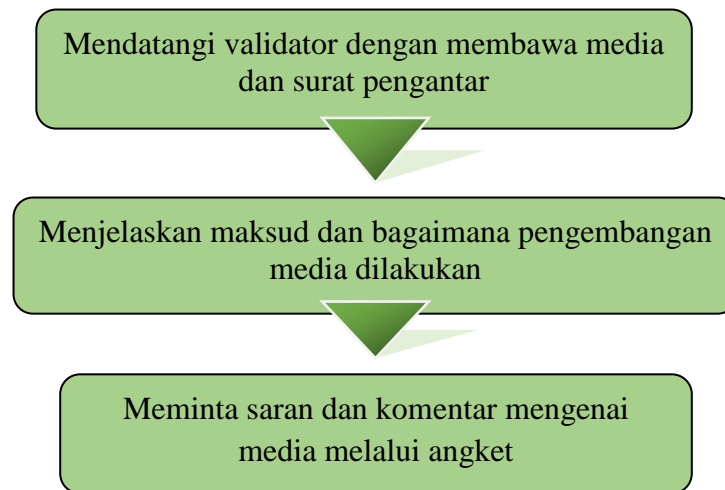 Mendatangi validator dengan membawa media
dan surat pengantar
Menjelaskan maksud dan bagaimana pengembangan
media dilakukan
Meminta saran dan komentar mengenai
media melalui angket